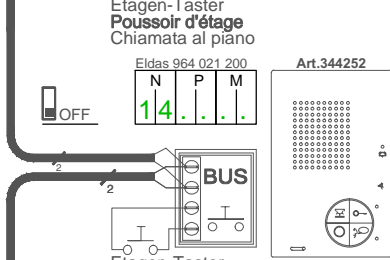 Etagen-Taster
Poussoir d'étage
Chiamata al piano
Eldas 964 021 200
Art.344252
N P M
14. . . .
OFF
BUS
2
2
Etagen-Taster